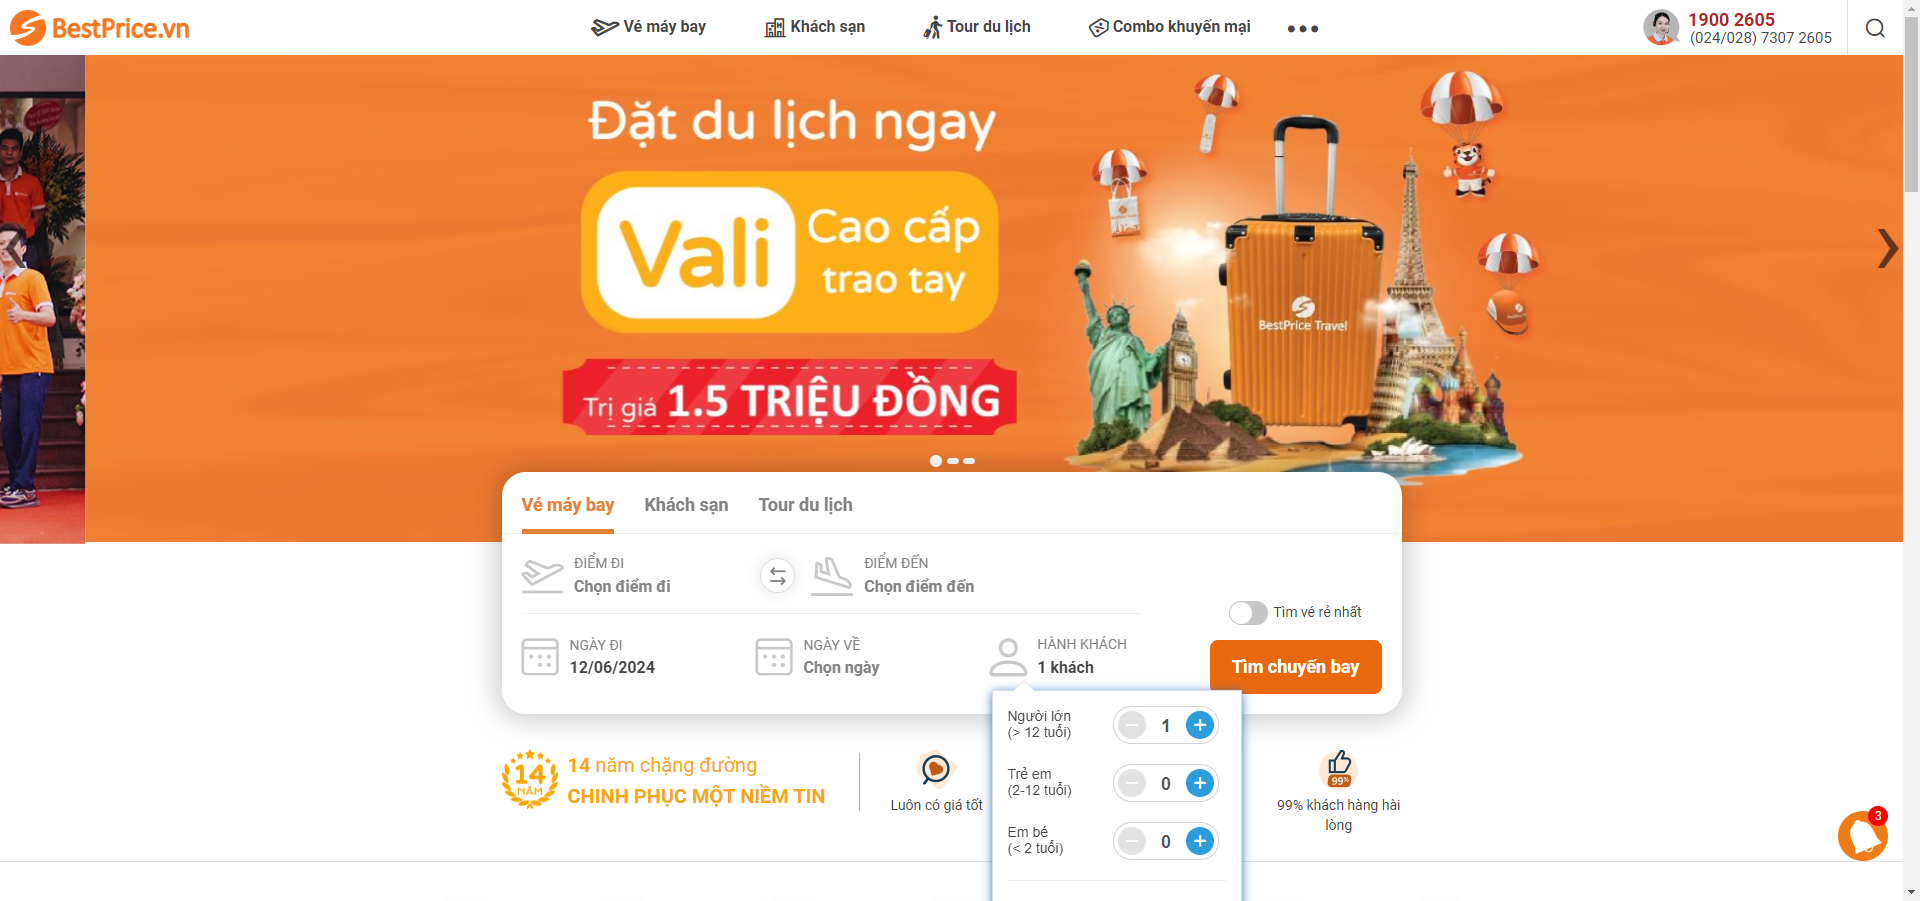 BestPrice.vn
Vé máy bay
Khách sạn
Tour du lịch
Combo khuyến mại
1900 2605
(024/028) 7307 2605
Đặt du lịch ngay
Vali
Cao cấp
trao tay
Trị giá 1.5 TRIỆU ĐỒNG
BestPrice Travel
Vé máy bay
Khách sạn
Tour du lịch
ĐIỂM ĐI
Chọn điểm đi
ĐIỂM ĐẾN
Chọn điểm đến
Tìm vé rẻ nhất
NGÀY ĐI
12/06/2024
NGÀY VỀ
Chọn ngày
HÀNH KHÁCH
1 khách
Tìm chuyến bay
Người lớn
(> 12 tuổi)
1
Trẻ em
(2-12 tuổi)
0
Em bé
(< 2 tuổi)
0
14
NĂM
14 năm chặng đường
CHINH PHỤC MỘT NIỀM TIN
Luôn có giá tốt
99%
99% khách hàng hài
lòng
3